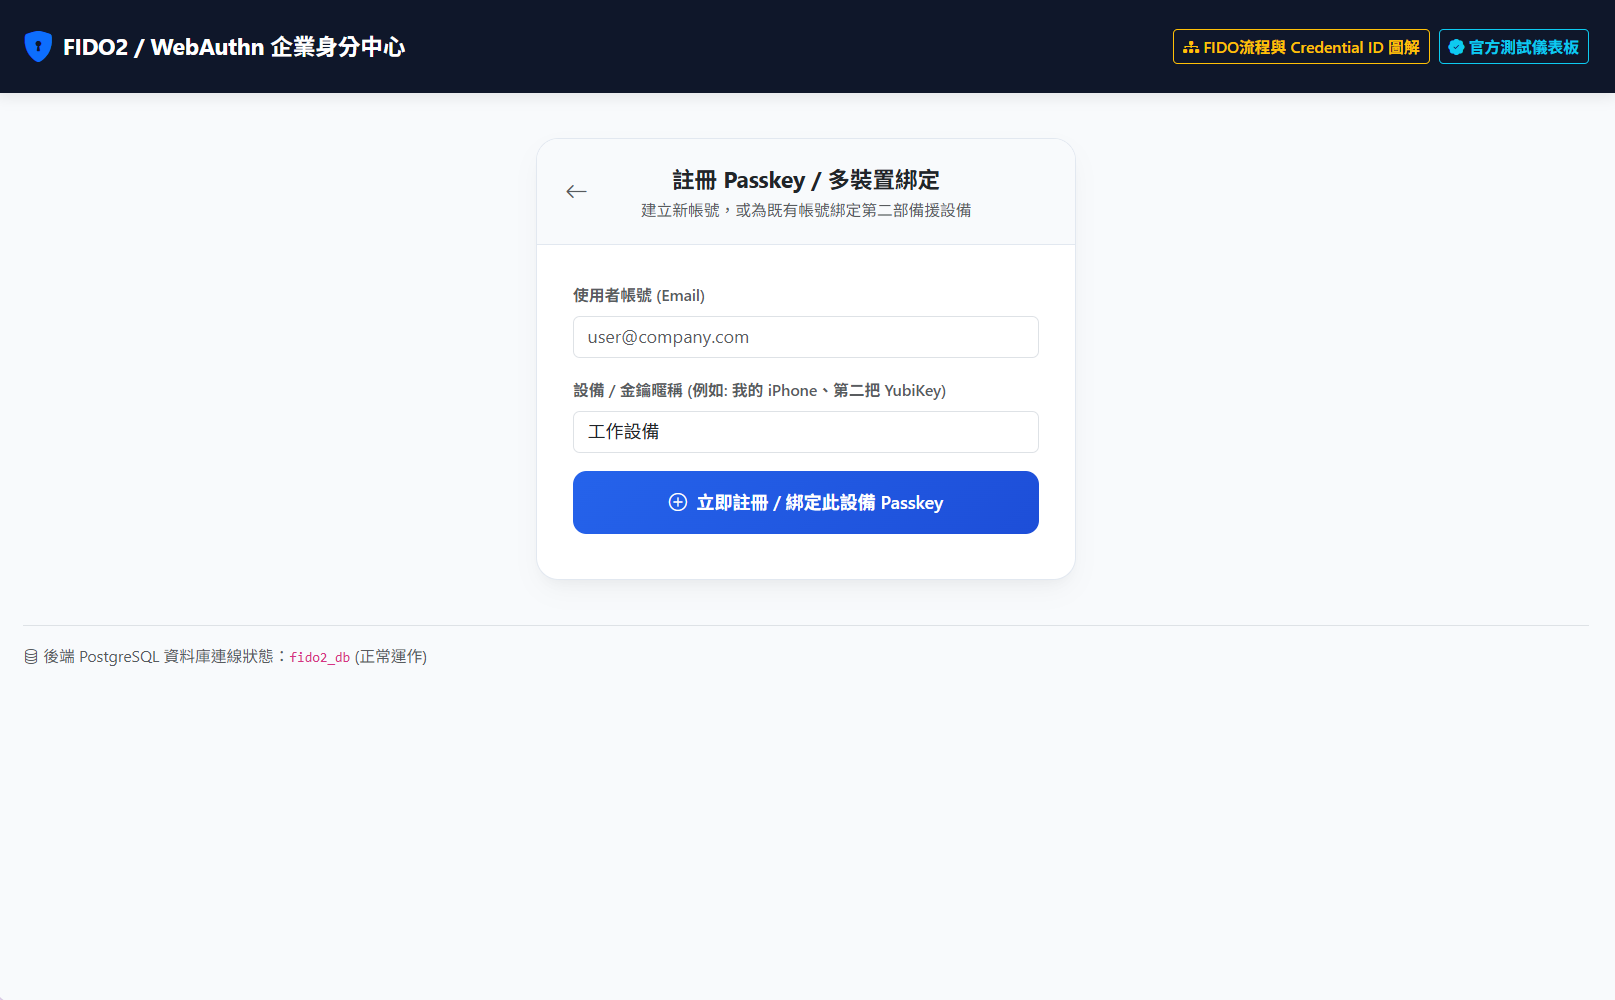 FIDO2 / WebAuthn 企業身分中心
FIDO流程與 Credential ID 圖解
官方測試儀表板
註冊 Passkey / 多裝置綁定
建立新帳號，或為既有帳號綁定第二部備援設備
使用者帳號 (Email)
user@company.com
設備 / 金鑰暱稱 (例如: 我的 iPhone、第二把 YubiKey)
工作設備
立即註冊 / 綁定此設備 Passkey
後端 PostgreSQL 資料庫連線狀態：fido2_db (正常運作)